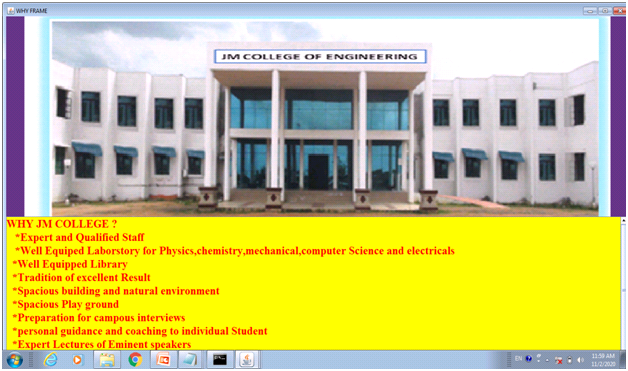 WHY FRAME
JM COLLEGE OF ENGINEERING
WHY JM COLLEGE ?
*Expert and Qualified Staff
*Well Equiped Laborstory for Physics,chemistry,mechanical,computer Science and electricals
*Well Equipped Library
*Tradition of excellent Result
*Spacious building and natural environment
*Spacious Play ground
*Preparation for campous interviews
*personal guidance and coaching to individual Student
*Expert Lectures of Eminent speakers
EN
11:59 AM
11/2/2020